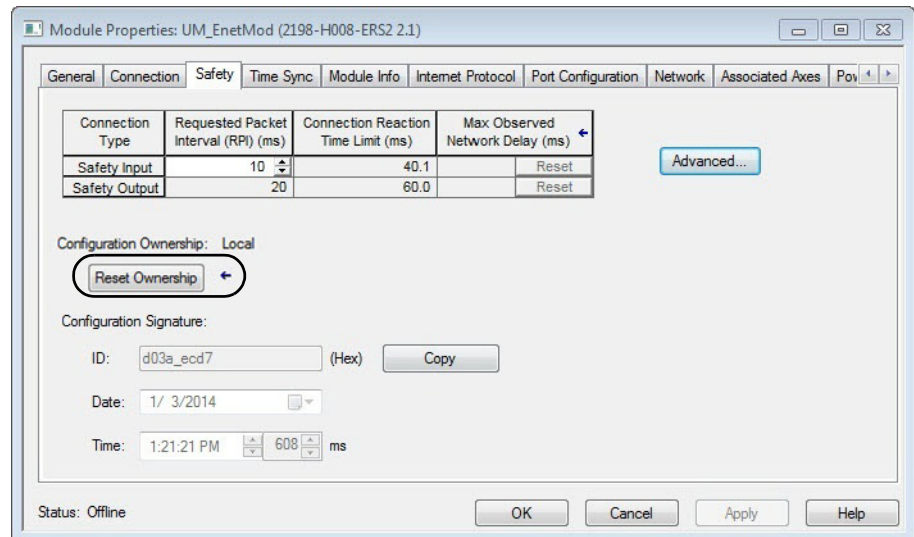 Module Properties: UM_EnetMod (2198-H008-ERS2 2.1)
General Connection Safety Time Sync Module Info Internet Protocol Port Configuration Network Associated Axes Pov
Connection Type Requested Packet Interval (RPI) (ms) Connection Reaction Time Limit (ms) Max Observed Network Delay (ms)
Safety Input 10 40.1 Reset
Safety Output 20 60.0 Reset
Advanced...
Configuration Ownership: Local
Reset Ownership
Configuration Signature:
ID: d03a_ecd7 (Hex) Copy
Date: 1/ 3/2014
Time: 1:21:21 PM 608 ms
Status: Offline OK Cancel Apply Help